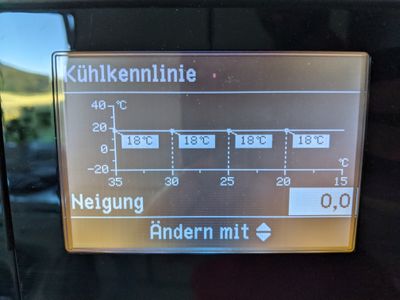 Kühlkennlinie
40 °C
20
18°C 18°C 18°C 18°C
0
-20 °C
35 30 25 20 15
Neigung 0,0
Ändern mit